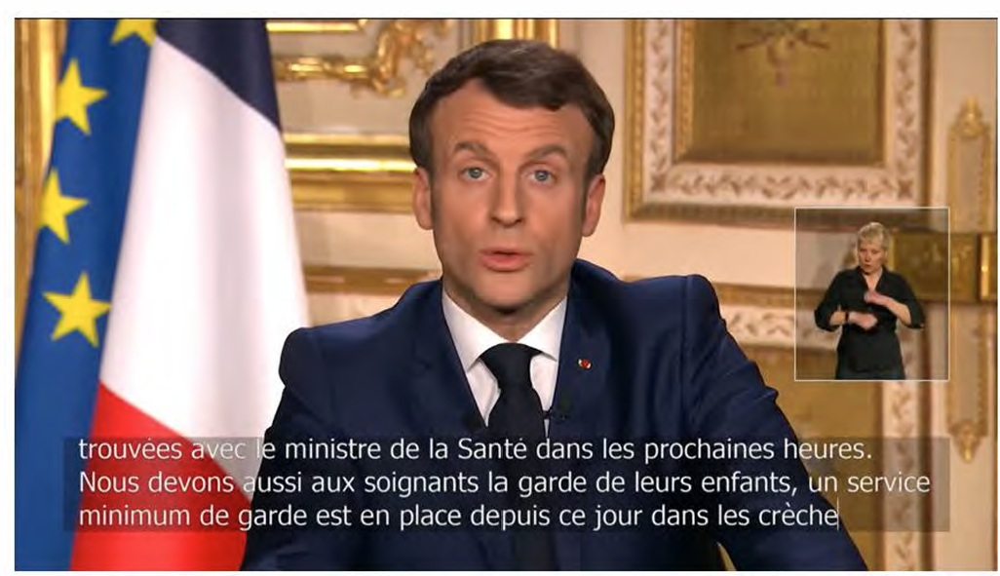 trouvées avec le ministre de la Santé dans les prochaines heures.
Nous devons aussi aux soignants la garde de leurs enfants, un service
minimum de garde est en place depuis ce jour dans les crèche